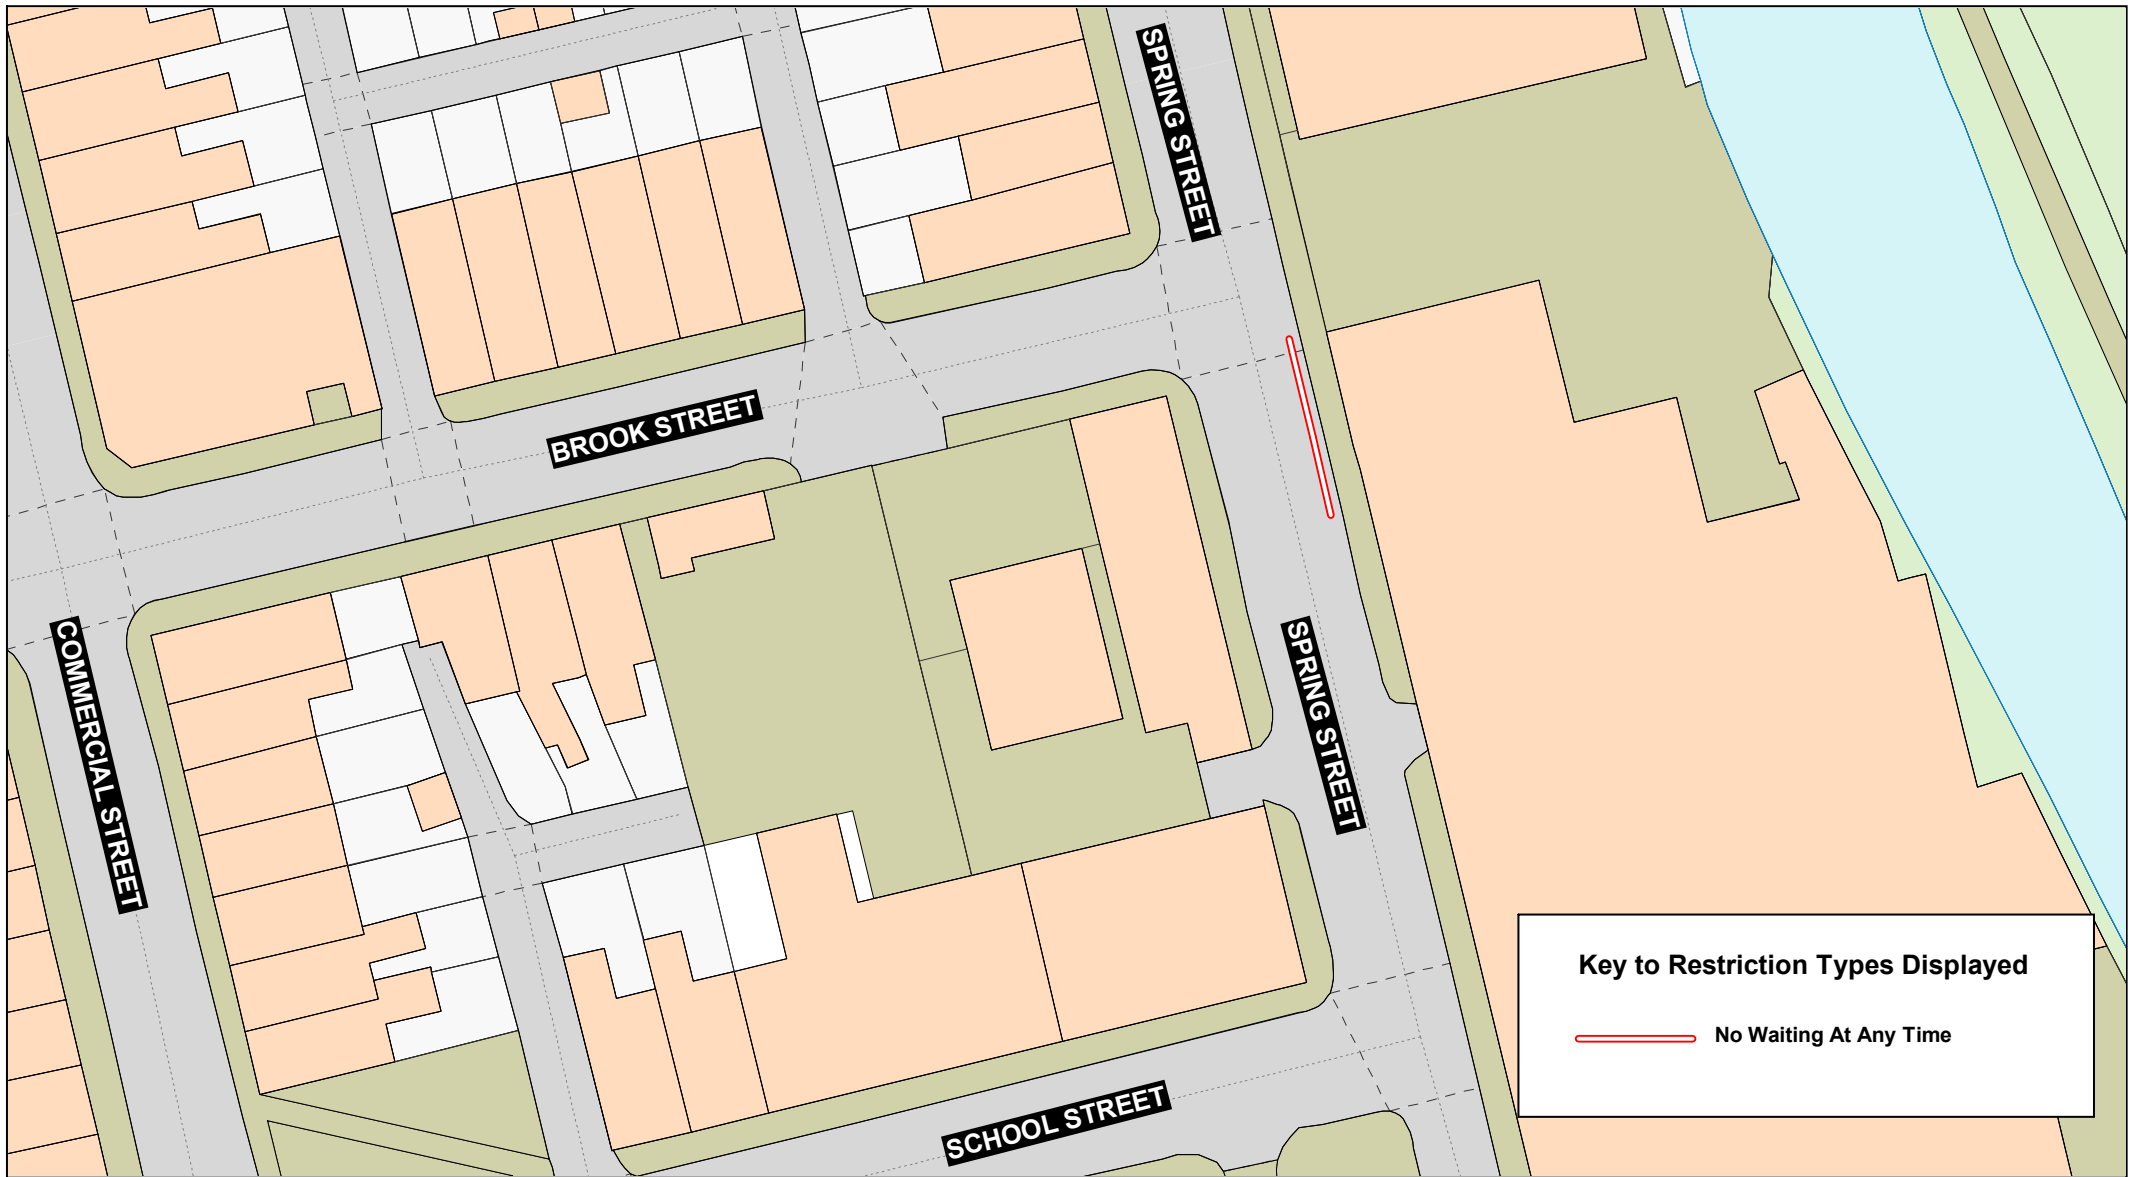 SPRING STREET
BROOK STREET
COMMERCIAL STREET
SPRING STREET
SCHOOL STREET
Key to Restriction Types Displayed
No Waiting At Any Time